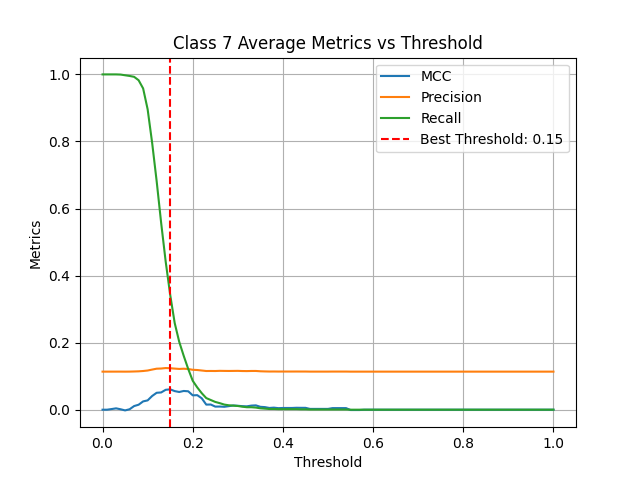 Class 7 Average Metrics vs Threshold
MCC
Precision
Recall
Best Threshold: 0.15
Metrics
1.0
0.8
0.6
0.4
0.2
0.0
0.0 0.2 0.4 0.6 0.8 1.0
Threshold